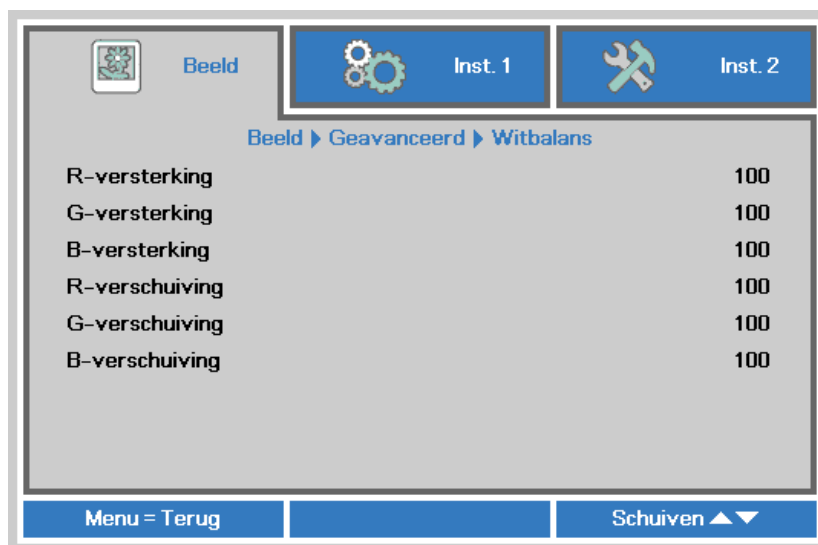 Beeld
Inst. 1
Inst. 2
Beeld ▶ Geavanceerd ▶ Witbalans
R-versterking 100
G-versterking 100
B-versterking 100
R-verschuiving 100
G-verschuiving 100
B-verschuiving 100
Menu = Terug
Schuiven ▲▼